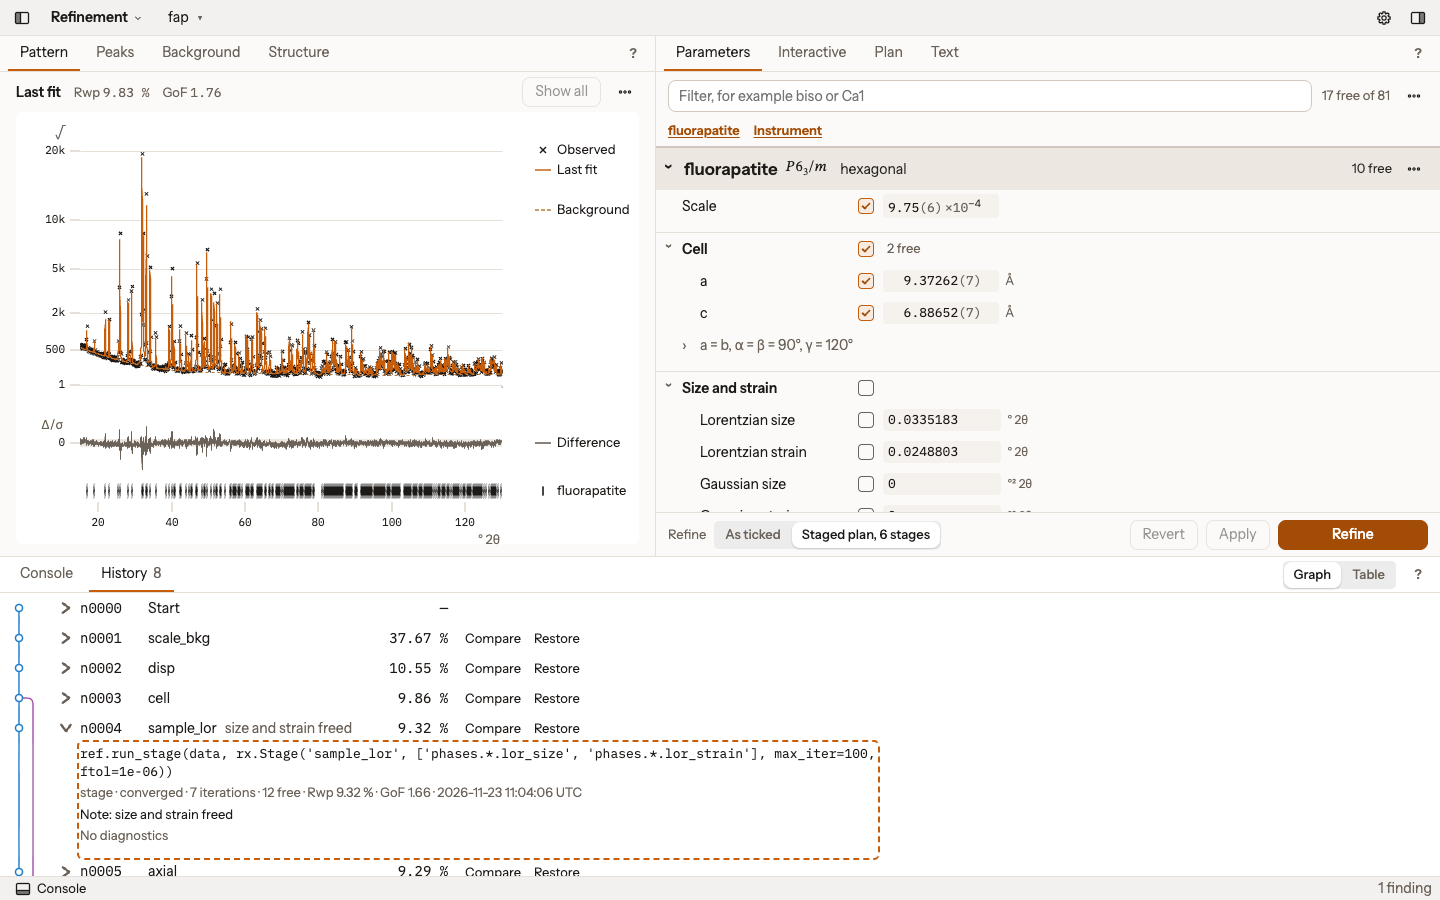 Refinement
fap
Pattern
Peaks
Background
Structure
?
Last fit
Rwp 9.83 %
GoF 1.76
Show all
√
20k
10k
5k
2k
500
1
Δ/σ
0
20
40
60
80
100
120
°2θ
Observed
Last fit
Background
Difference
fluorapatite
Parameters
Interactive
Plan
Text
?
Filter, for example biso or Ca1
17 free of 81
fluorapatite
Instrument
fluorapatite P6₃/m hexagonal
10 free
Scale
9.75(6) ×10⁻⁴
Cell
2 free
a
9.37262(7)
Å
c
6.88652(7)
Å
a = b, α = β = 90°, γ = 120°
Size and strain
Lorentzian size
0.0335183
°2θ
Lorentzian strain
0.0248803
°2θ
Gaussian size
0
°² 2θ
Refine
As ticked
Staged plan, 6 stages
Revert
Apply
Refine
Console
History 8
Graph
Table
?
n0000 Start —
n0001 scale_bkg 37.67 % Compare Restore
n0002 disp 10.55 % Compare Restore
n0003 cell 9.86 % Compare Restore
n0004 sample_lor size and strain freed 9.32 % Compare Restore
ref.run_stage(data, rx.Stage('sample_lor', ['phases.*.lor_size', 'phases.*.lor_strain'], max_iter=100,
ftol=1e-06))
stage · converged · 7 iterations · 12 free · Rwp 9.32 % · GoF 1.66 · 2026-11-23 11:04:06 UTC
Note: size and strain freed
No diagnostics
n0005 axial 9.29 % Compare Restore
Console
1 finding